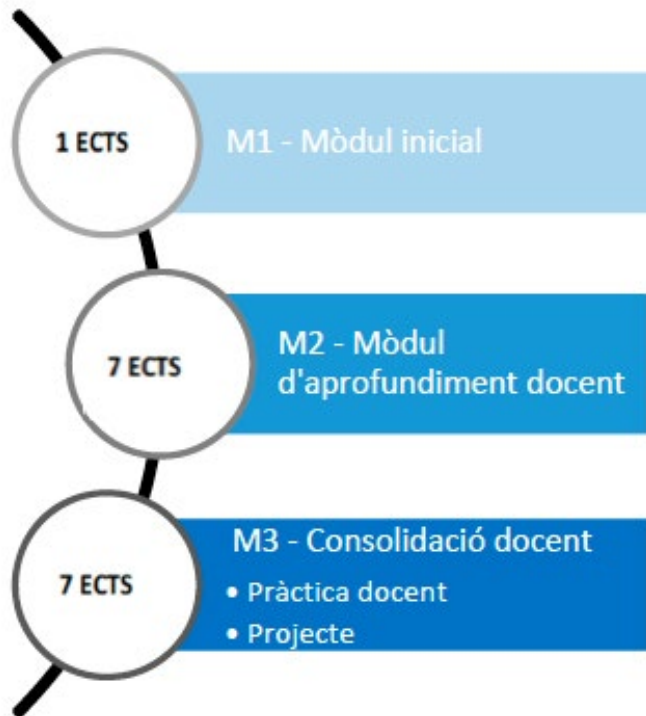 1 ECTS
M1 - Mòdul inicial
7 ECTS
M2 - Mòdul
d'aprofundiment docent
7 ECTS
M3 - Consolidació docent
• Pràctica docent
• Projecte